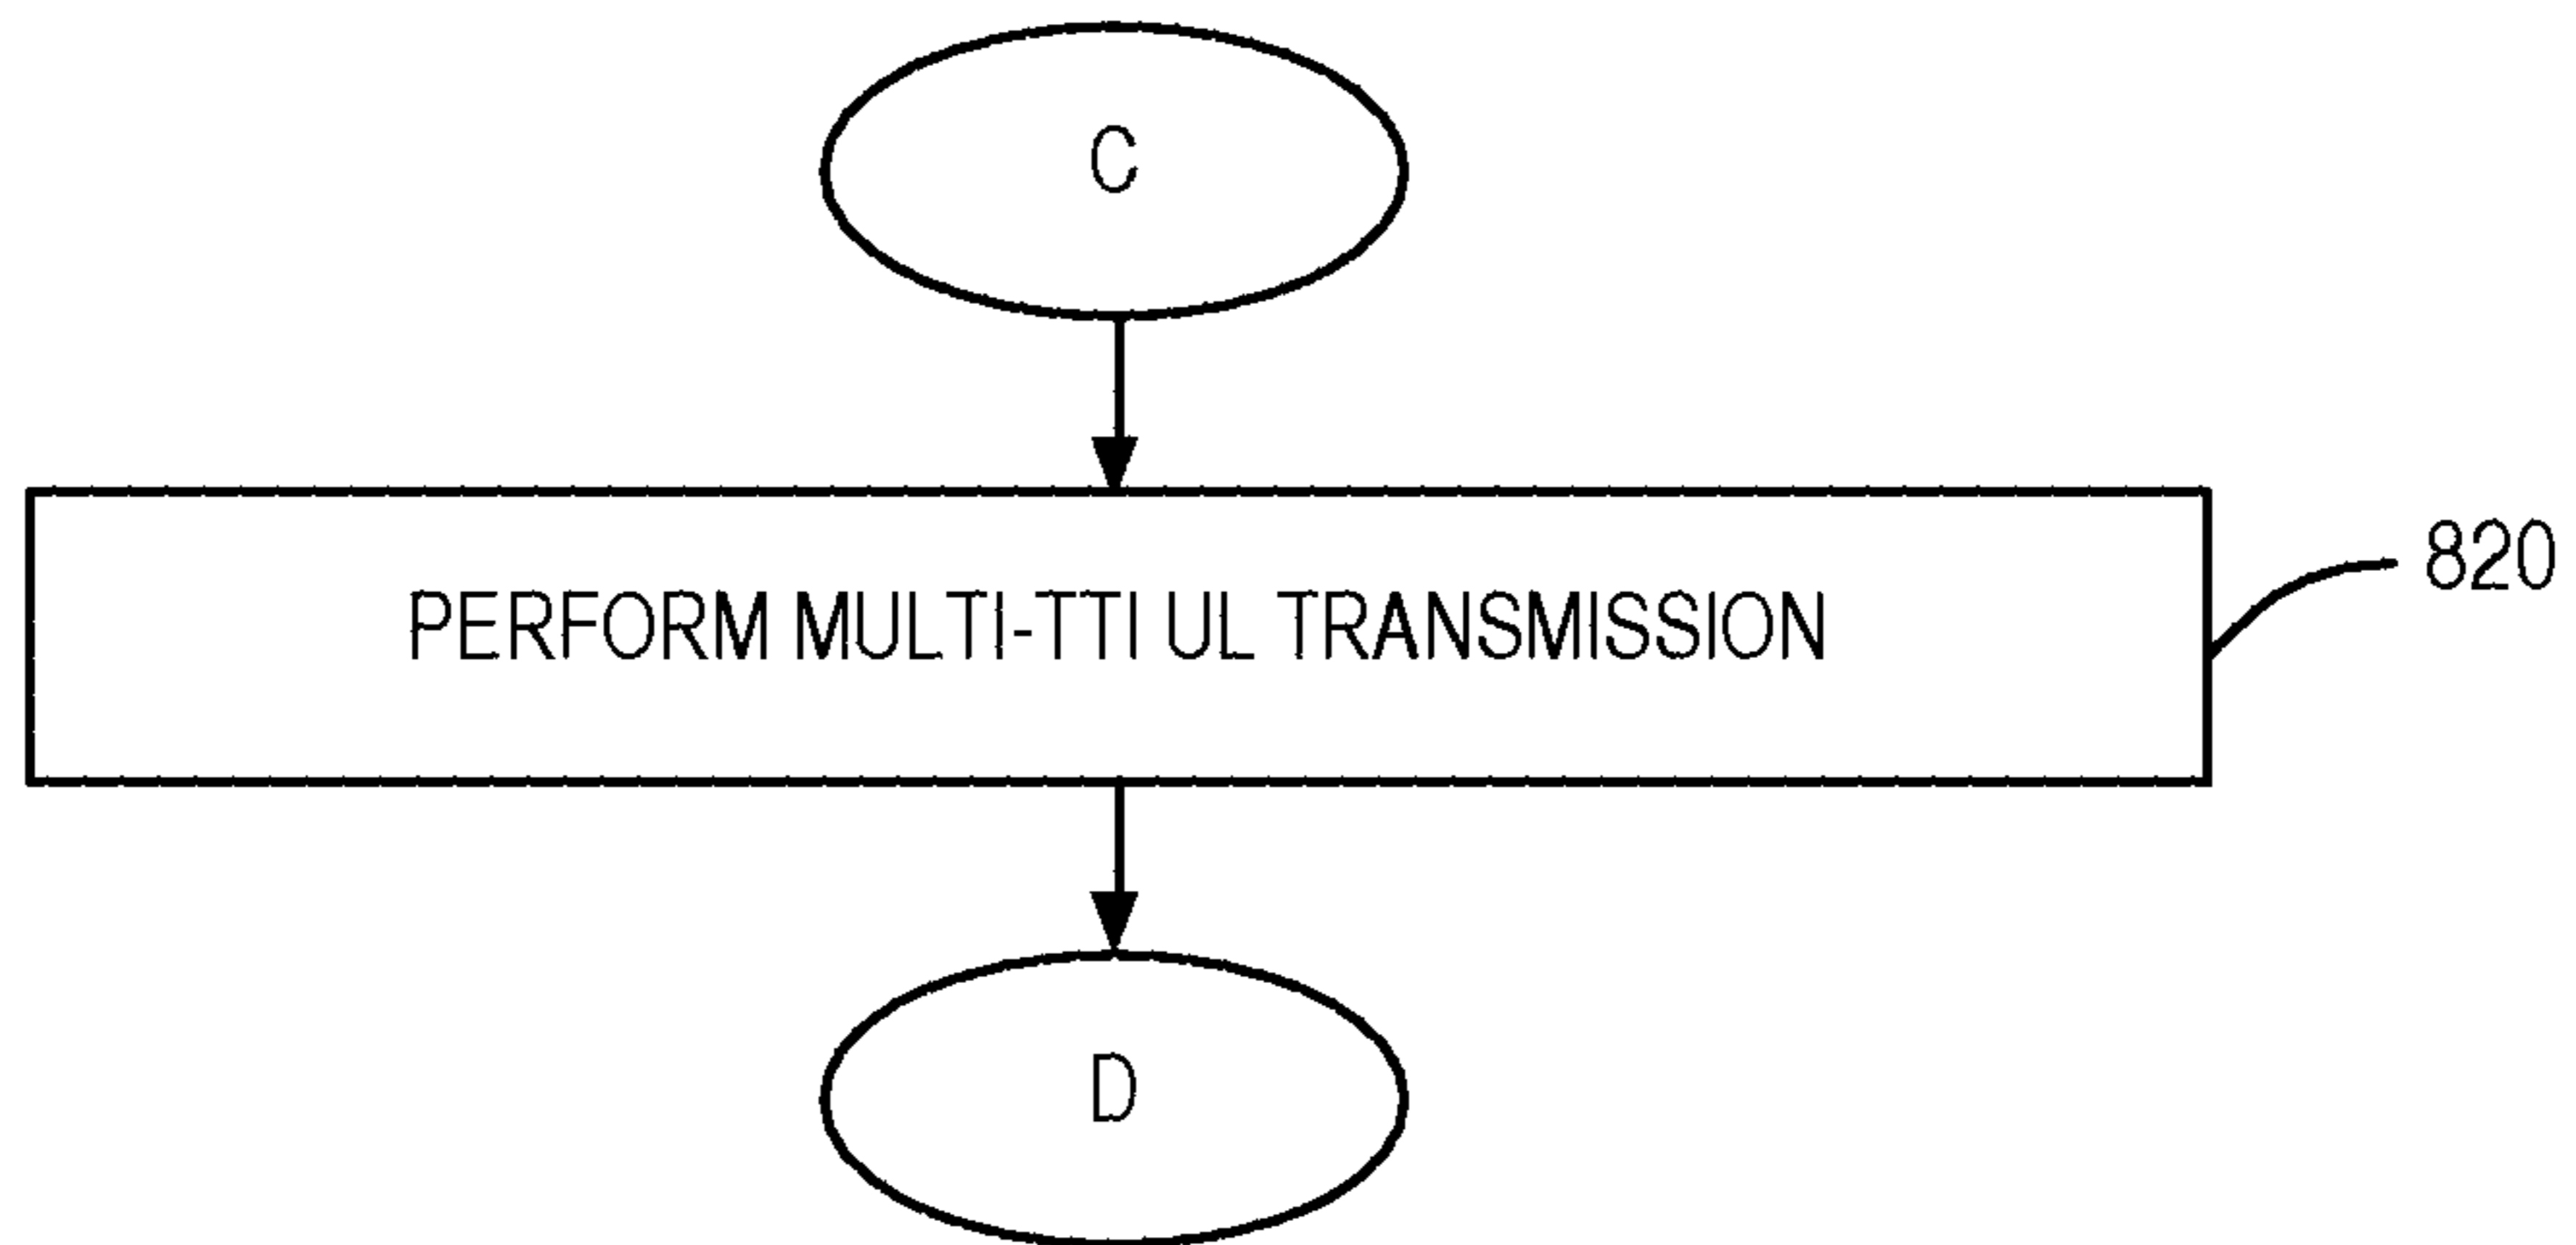 C
820
PERFORM MULTI-TTI UL TRANSMISSION
D